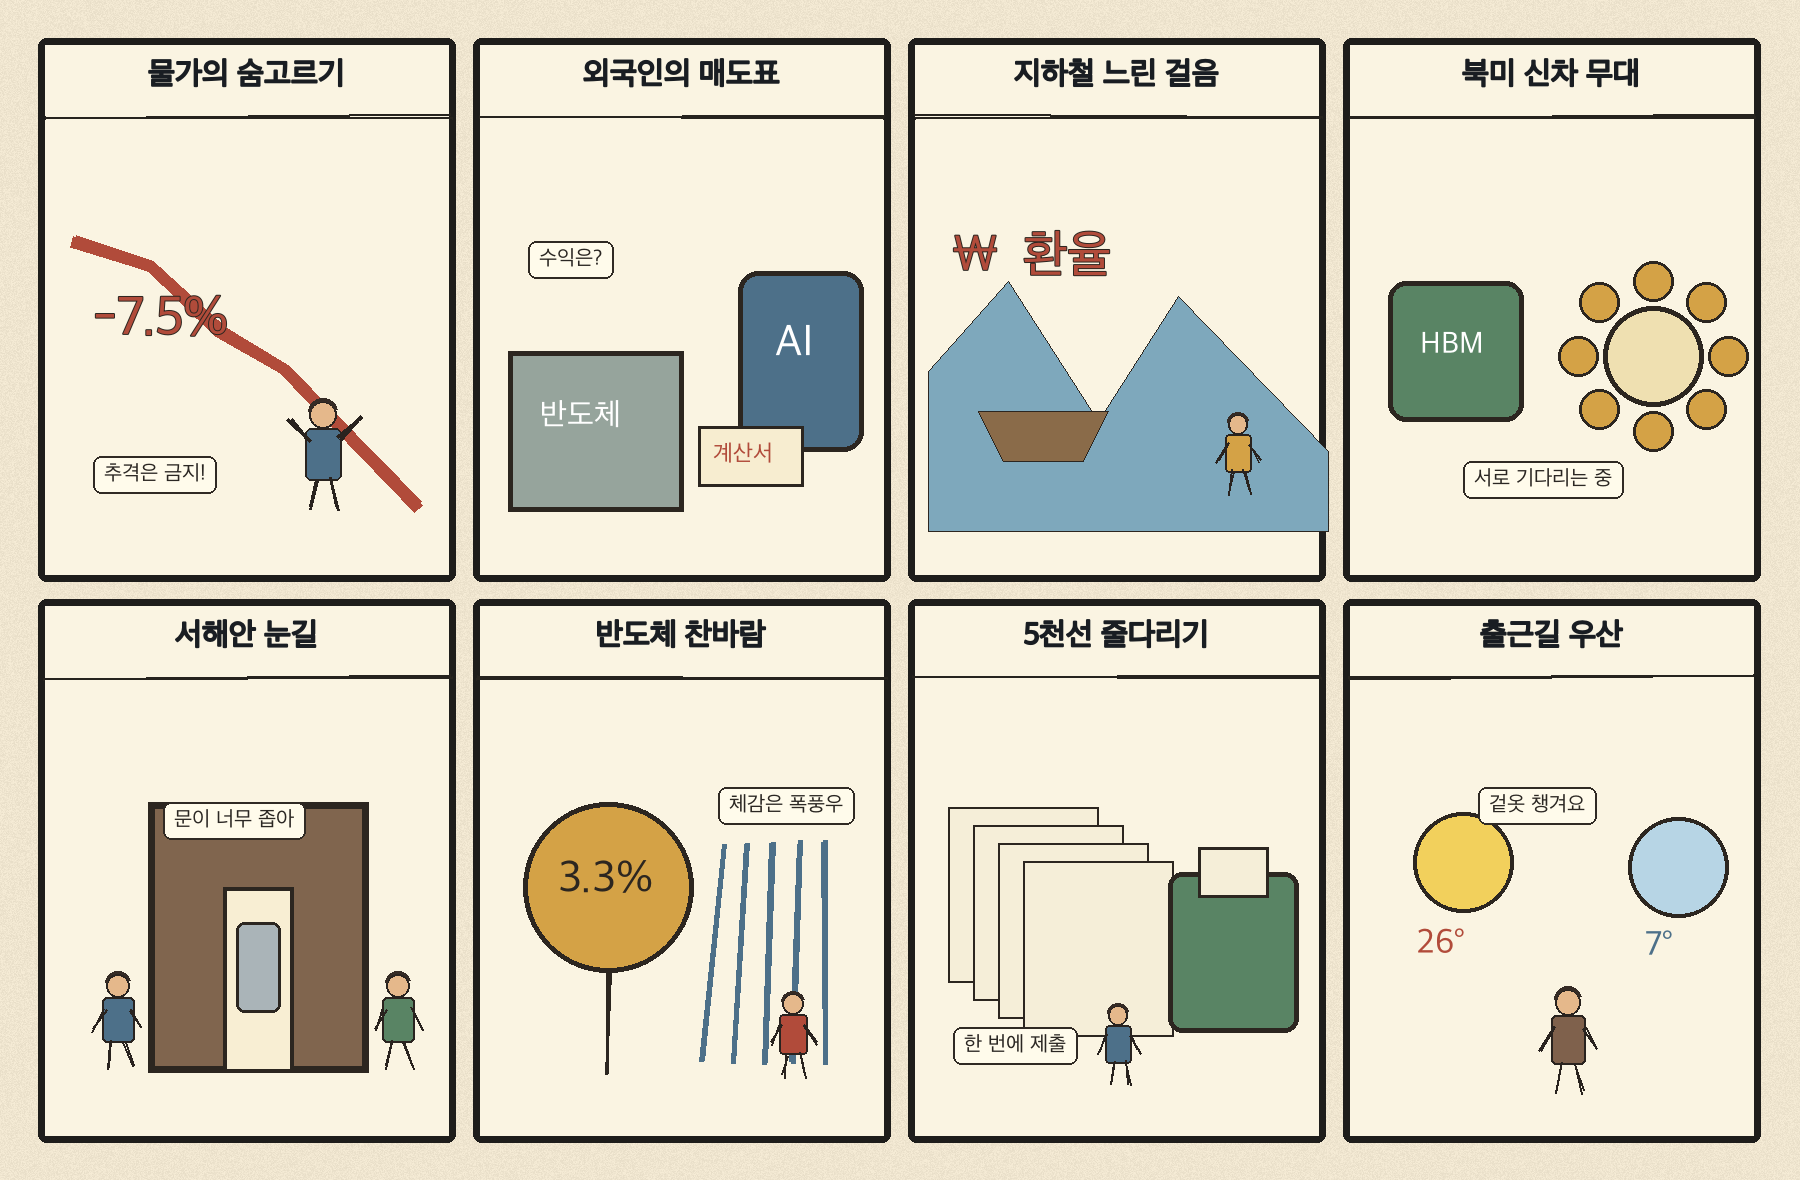 물가의 숨고르기
-7.5%
추격은 금지!
외국인의 매도표
수익은?
AI
반도체
계산서
지하철 느린 걸음
₩ 환율
북미 신차 무대
HBM
서로 기다리는 중
서해안 눈길
문이 너무 좁아
반도체 찬바람
체감은 폭풍우
3.3%
5천선 줄다리기
한 번에 제출
출근길 우산
겉옷 챙겨요
26°
7°